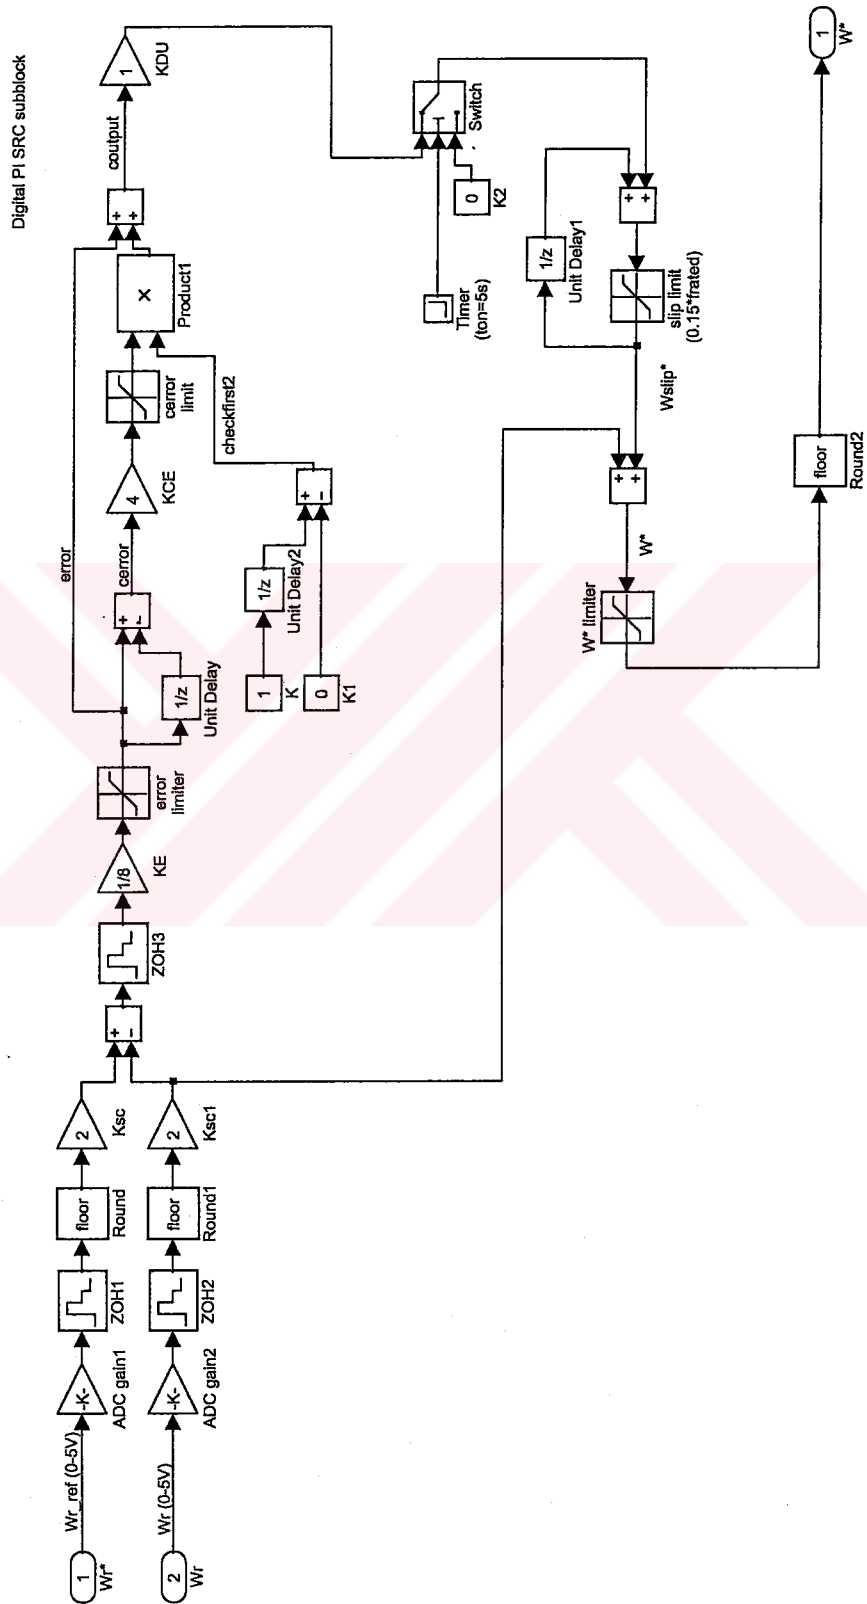 Digital PI SRC subblock
1
Wr*
Wr_ref (0-5V)
-K-
ADC gain1
ZOH1
floor
Round
2
Ksc
2
Wr
Wr (0-5V)
-K-
ADC gain2
ZOH2
floor
Round1
2
Ksc1
+
-
ZOH3
1/8
KE
error
limiter
1/z
Unit Delay
error
+
-
cerror
4
KCE
cerror
limit
1
K
0
K1
1/z
Unit Delay2
+
-
checkfirst2
x
Product1
+
+
coutput
1
KDU
Timer
(ton=5s)
0
K2
Switch
1/z
Unit Delay1
+
+
slip limit
(0.15*frated)
Wslip*
+
+
W*
W* limiter
floor
Round2
1
W*